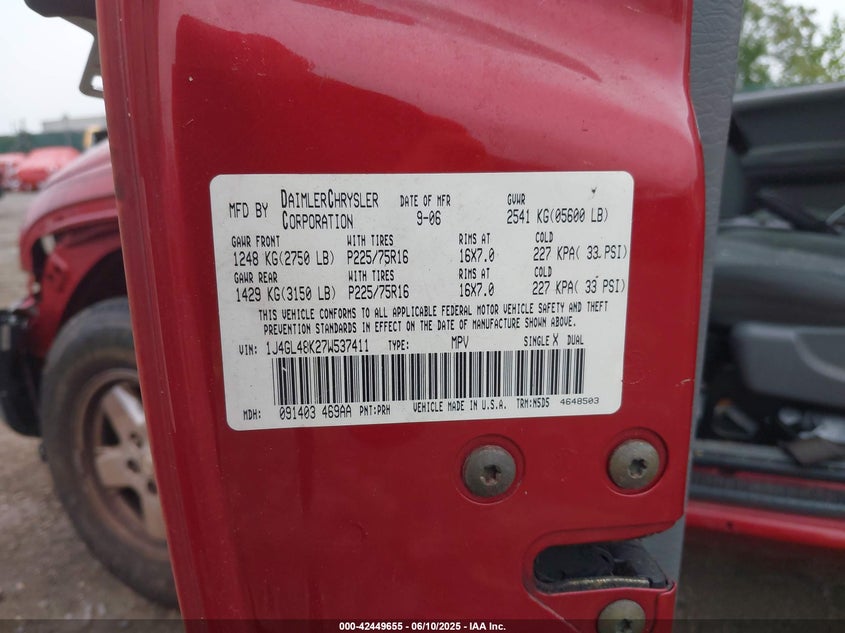 MFD BY DAIMLERCHRYSLER CORPORATION DATE OF MFR 9-06 GVWR 2541 KG(05600 LB)
GAWR FRONT WITH TIRES RIMS AT COLD
1248 KG(2750 LB) P225/75R16 16X7.0 227 KPA( 33 PSI)
GAWR REAR WITH TIRES RIMS AT COLD
1429 KG(3150 LB) P225/75R16 16X7.0 227 KPA( 33 PSI)
THIS VEHICLE CONFORMS TO ALL APPLICABLE FEDERAL MOTOR VEHICLE SAFETY AND THEFT
PREVENTION STANDARDS IN EFFECT ON THE DATE OF MANUFACTURE SHOWN ABOVE.
VIN: 1J4GL48K27W537411 TYPE: MPV SINGLE X DUAL
MDH: 091403 469AA PNT:PRH VEHICLE MADE IN U.S.A. TRM:N5D5 4648503
000-42449655 - 06/10/2025 - IAA Inc.